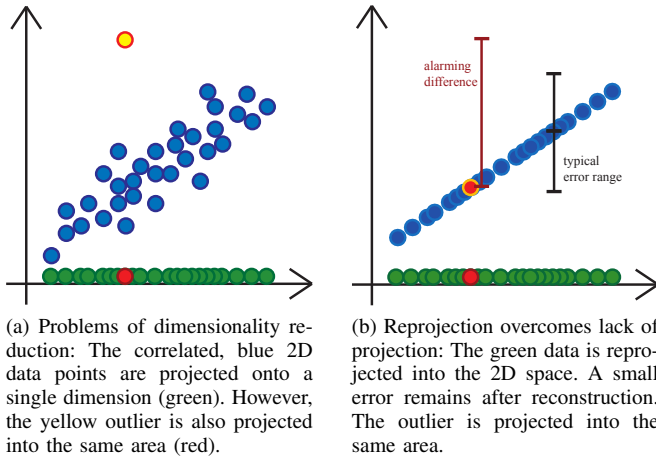 alarming
difference
typical
error range
(a) Problems of dimensionality re-
duction: The correlated, blue 2D
data points are projected onto a
single dimension (green). However,
the yellow outlier is also projected
into the same area (red).
(b) Reprojection overcomes lack of
projection: The green data is repro-
jected into the 2D space. A small
error remains after reconstruction.
The outlier is projected into the
same area.